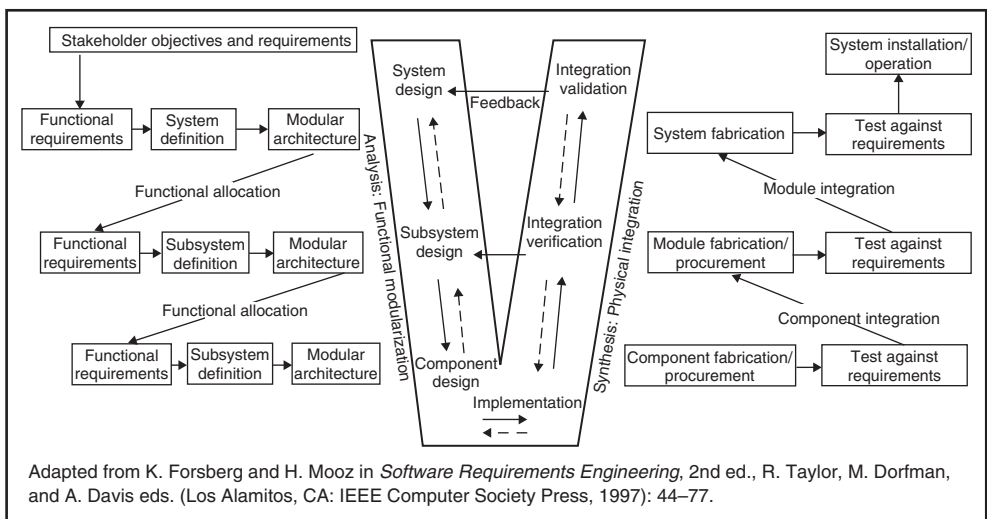 Stakeholder objectives and requirements
Functional
requirements
System
definition
Modular
architecture
Functional allocation
Functional
requirements
Subsystem
definition
Modular
architecture
Functional allocation
Functional
requirements
Subsystem
definition
Modular
architecture
Analysis: Functional modularization
System
design
Feedback
Integration
validation
Subsystem
design
Integration
verification
Component
design
Implementation
Synthesis: Physical integration
System installation/
operation
System fabrication
Test against
requirements
Module integration
Module fabrication/
procurement
Test against
requirements
Component integration
Component fabrication/
procurement
Test against
requirements
Adapted from K. Forsberg and H. Mooz in Software Requirements Engineering, 2nd ed., R. Taylor, M. Dorfman,
and A. Davis eds. (Los Alamitos, CA: IEEE Computer Society Press, 1997): 44–77.